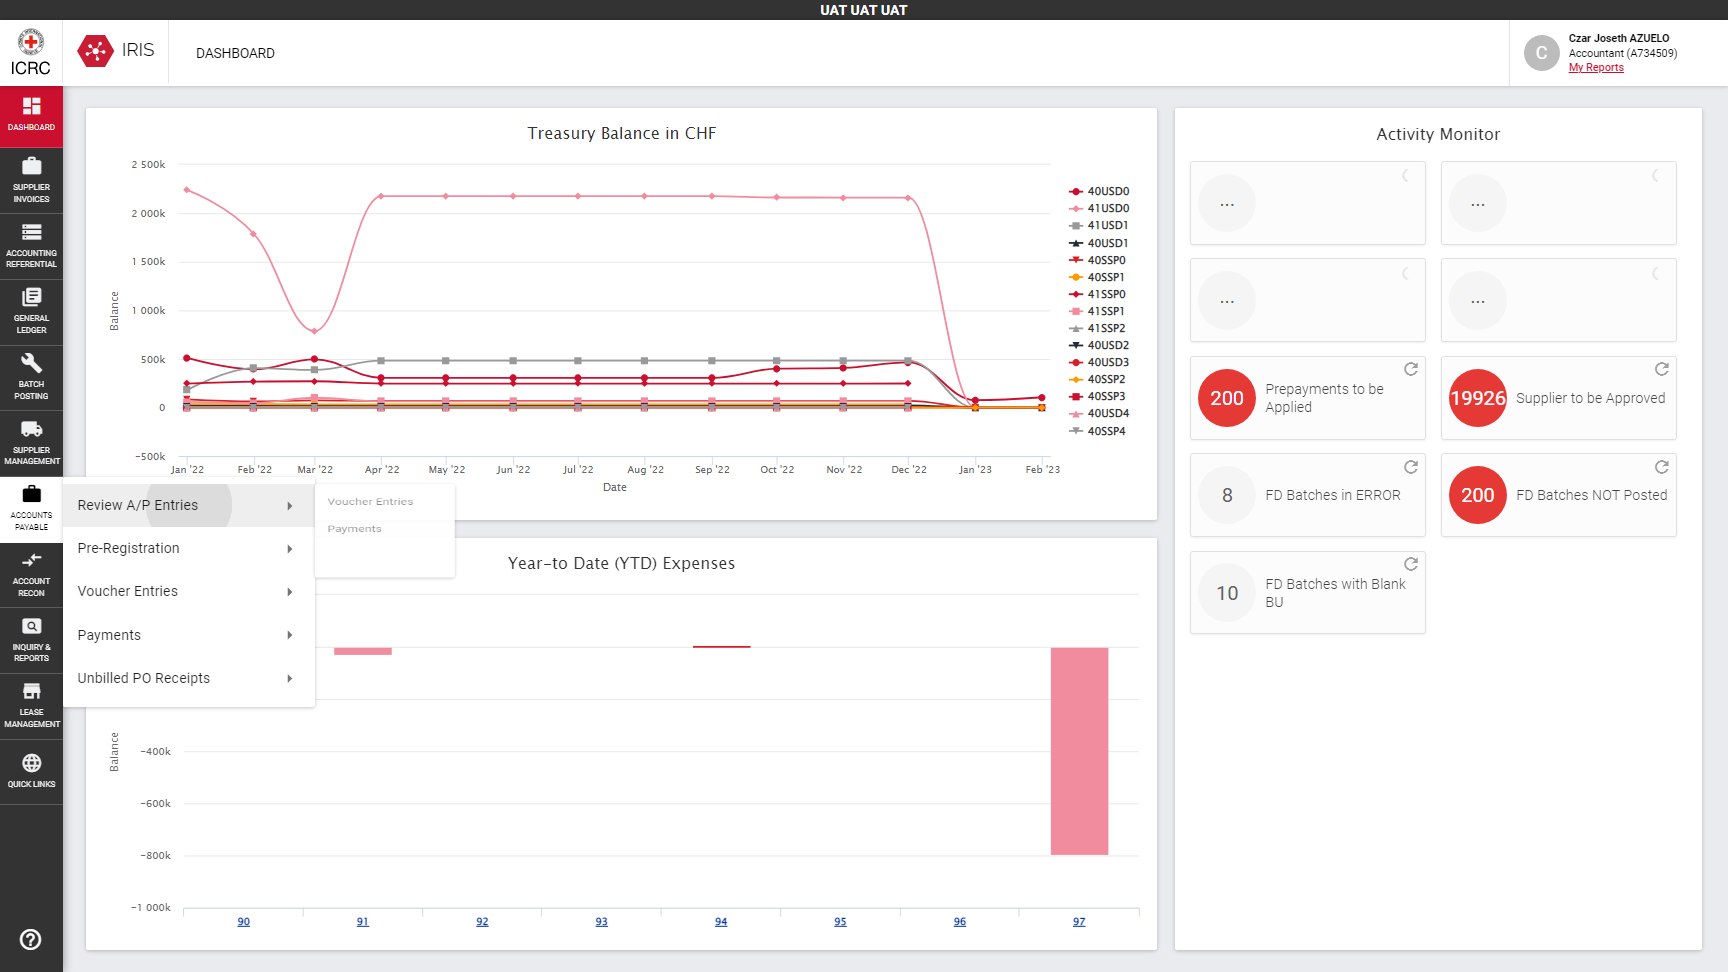 UAT UAT UAT
ICRC
IRIS
DASHBOARD
C
Czar Joseth AZUELO
Accountant (A734509)
My Reports
DASHBOARD
SUPPLIER
INVOICES
ACCOUNTING
REFERENTIAL
GENERAL
LEDGER
BATCH
POSTING
SUPPLIER
MANAGEMENT
ACCOUNTS
PAYABLE
ACCOUNT
RECON
INQUIRY &
REPORTS
LEASE
MANAGEMENT
QUICK LINKS
Review A/P Entries
Pre-Registration
Voucher Entries
Payments
Unbilled PO Receipts
Voucher Entries
Payments
Treasury Balance in CHF
Balance
2 500k
2 000k
1 500k
1 000k
500k
0
-500k
Jan '22
Feb '22
Mar '22
Apr '22
May '22
Jun '22
Jul '22
Aug '22
Sep '22
Oct '22
Nov '22
Dec '22
Jan '23
Feb '23
Date
40USD0
41USD0
41USD1
40USD1
40SSP0
40SSP1
41SSP0
41SSP1
41SSP2
40USD2
40USD3
40SSP2
40SSP3
40USD4
40SSP4
Year-to Date (YTD) Expenses
Balance
-400k
-600k
-800k
-1 000k
90
91
92
93
94
95
96
97
Activity Monitor
...
...
...
...
200
Prepayments to be
Applied
19926
Supplier to be Approved
8
FD Batches in ERROR
200
FD Batches NOT Posted
10
FD Batches with Blank
BU